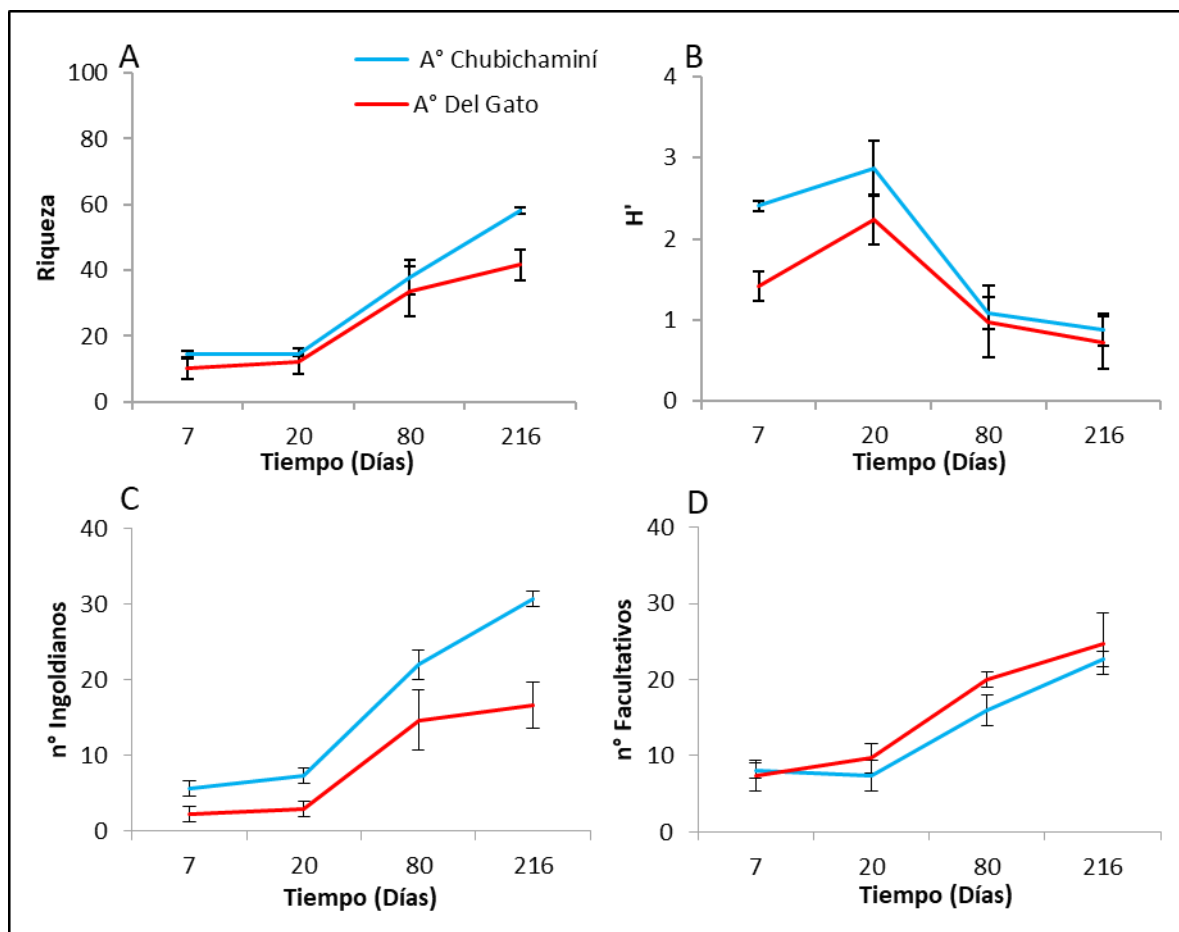 A
A° Chubichaminí
A° Del Gato
100
80
60
40
20
0
Riqueza
7 20 80 216
Tiempo (Días)
B
4
3
2
1
0
H'
7 20 80 216
Tiempo (Días)
C
40
30
20
10
0
n° Ingoldianos
7 20 80 216
Tiempo (Días)
D
40
30
20
10
0
n° Facultativos
7 20 80 216
Tiempo (Días)